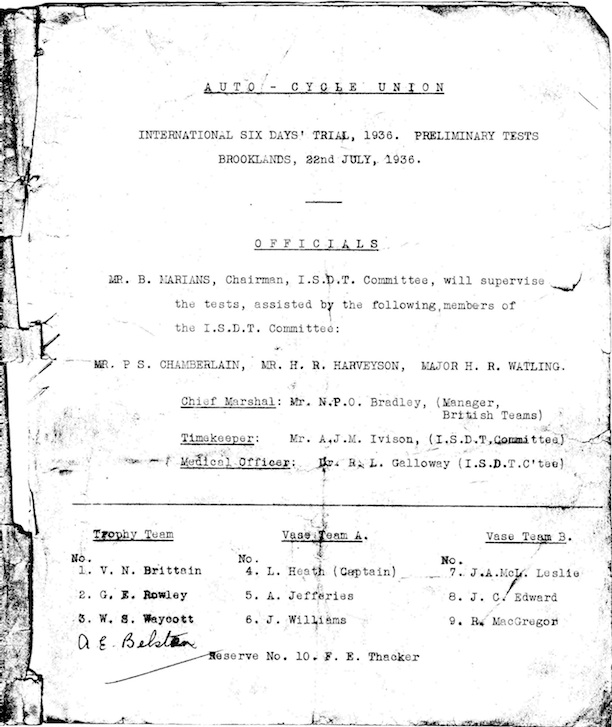 AUTO - CYCLE UNION
INTERNATIONAL SIX DAYS' TRIAL, 1936. PRELIMINARY TESTS
BROOKLANDS, 22nd JULY, 1936.
OFFICIALS
MR. B. MARIANS, Chairman, I.S.D.T. Committee, will supervise
the tests, assisted by the following members of
the I.S.D.T. Committee:
MR. P S. CHAMBERLAIN, MR. H. R. HARVEYSON, MAJOR H. R. WATLING.
Chief Marshal: Mr. N.P.O. Bradley, (Manager,
British Teams)
Timekeeper: Mr. A.J.M. Ivison, (I.S.D.T. Committee)
Medical Officer: Dr. R. L. Galloway (I.S.D.T.C'tee)
Trophy Team Vase Team A. Vase Team B.
No. No. No.
1. V. N. Brittain 4. L. Heath (Captain) 7. J.A.McL. Leslie
2. G. E. Rowley 5. A. Jefferies 8. J. C. Edward
3. W. S. Waycott 6. J. Williams 9. R. MacGregor
A E. Belsten
Reserve No. 10. F. E. Thacker